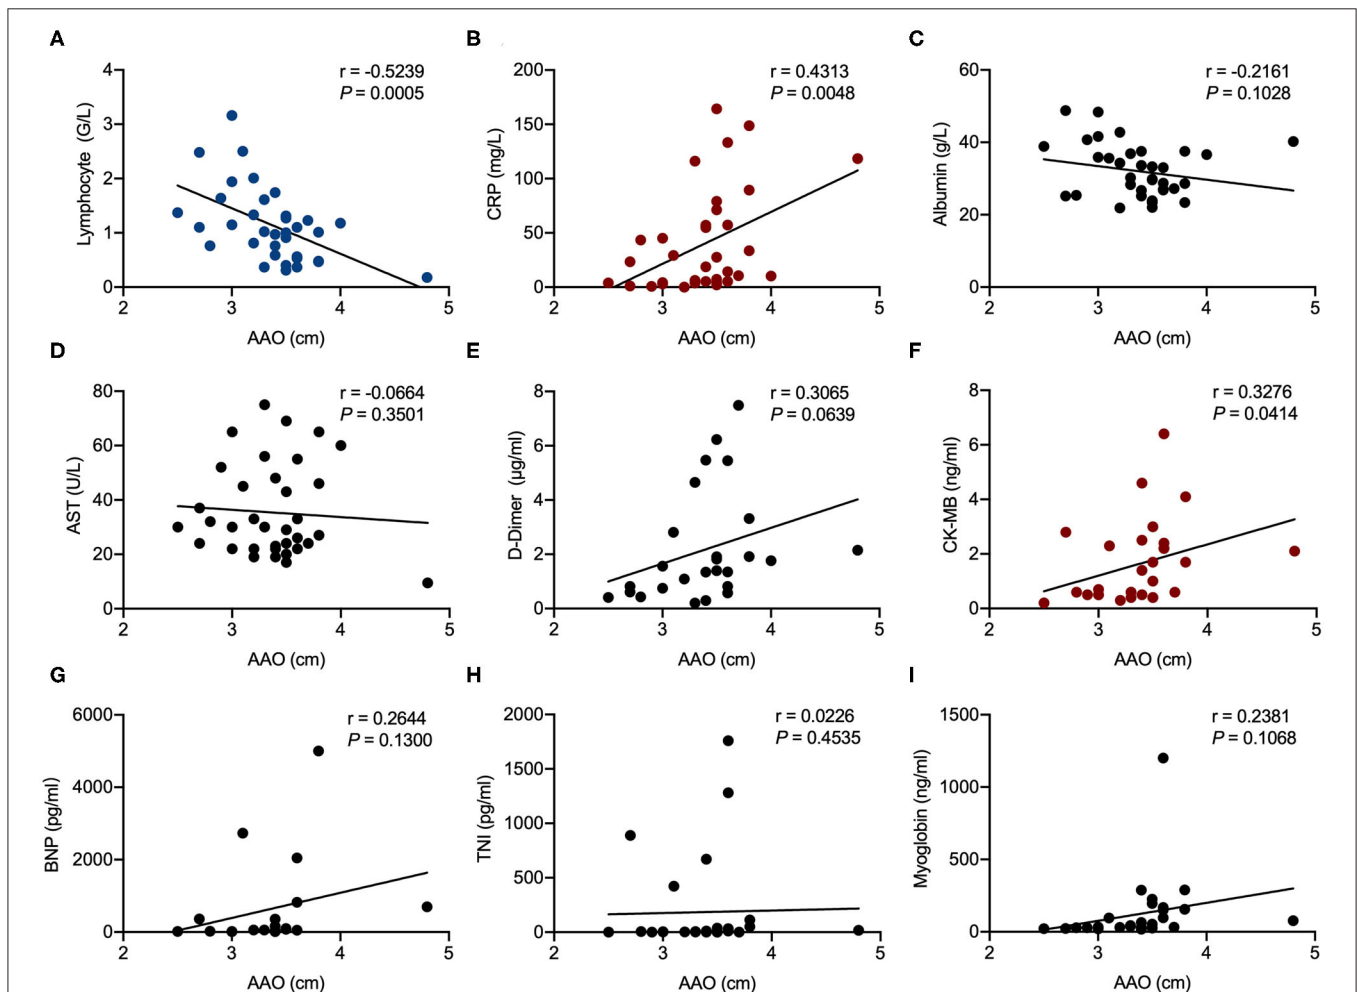 A
r = -0.5239
P = 0.0005
Lymphocyte (G/L)
4
3
2
1
0
2 3 4 5
AAO (cm)
B
r = 0.4313
P = 0.0048
CRP (mg/L)
200
150
100
50
0
2 3 4 5
AAO (cm)
C
r = -0.2161
P = 0.1028
Albumin (g/L)
60
40
20
0
2 3 4 5
AAO (cm)
D
r = -0.0664
P = 0.3501
AST (U/L)
80
60
40
20
0
2 3 4 5
AAO (cm)
E
r = 0.3065
P = 0.0639
D-Dimer (μg/ml)
8
6
4
2
0
2 3 4 5
AAO (cm)
F
r = 0.3276
P = 0.0414
CK-MB (ng/ml)
8
6
4
2
0
2 3 4 5
AAO (cm)
G
r = 0.2644
P = 0.1300
BNP (pg/ml)
6000
4000
2000
0
2 3 4 5
AAO (cm)
H
r = 0.0226
P = 0.4535
TNI (pg/ml)
2000
1500
1000
500
0
2 3 4 5
AAO (cm)
I
r = 0.2381
P = 0.1068
Myoglobin (ng/ml)
1500
1000
500
0
2 3 4 5
AAO (cm)